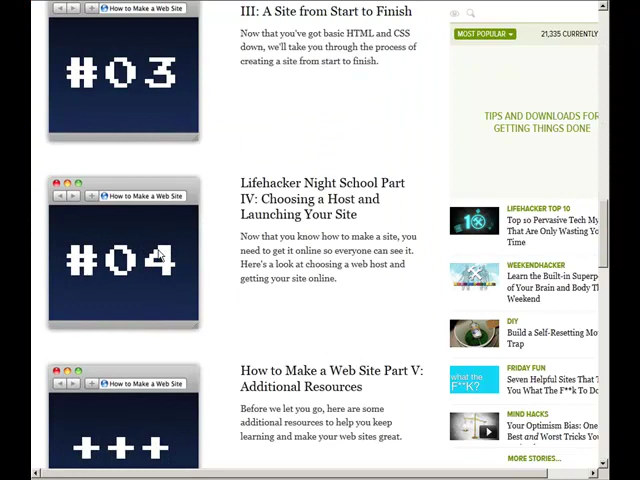 How to Make a Web Site
#03
III: A Site from Start to Finish
Now that you've got basic HTML and CSS
down, we'll take you through the process of
creating a site from start to finish.
How to Make a Web Site
#04
Lifehacker Night School Part
IV: Choosing a Host and
Launching Your Site
Now that you know how to make a site, you
need to get it online so everyone can see it.
Here's a look at choosing a web host and
getting your site online.
How to Make a Web Site
+++
How to Make a Web Site Part V:
Additional Resources
Before we let you go, here are some
additional resources to help you keep
learning and make your web sites great.
MOST POPULAR
21,335 CURRENTLY
TIPS AND DOWNLOADS FOR
GETTING THINGS DONE
LIFEHACKER TOP 10
Top 10 Pervasive Tech My
That Are Only Wasting Yo
Time
WEEKENDHACKER
Learn the Built-in Superp
of Your Brain and Body Th
Weekend
DIY
Build a Self-Resetting Mo
Trap
what the
F**K?
FRIDAY FUN
Seven Helpful Sites That T
You What The F**k To Do
MIND HACKS
Your Optimism Bias: One
Best and Worst Tricks You
MORE STORIES...